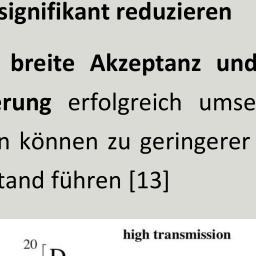 signifikant reduzieren
breite Akzeptanz und
erung erfolgreich umse
n können zu geringerer
tand führen [13]
high transmission
20
D